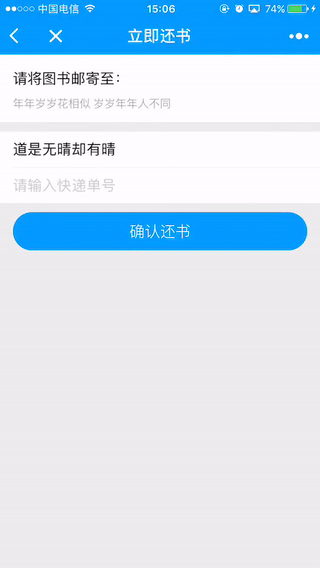 中国电信 15:06 74%
立即还书
请将图书邮寄至：
年年岁岁花相似 岁岁年年人不同
道是无晴却有晴
请输入快递单号
确认还书